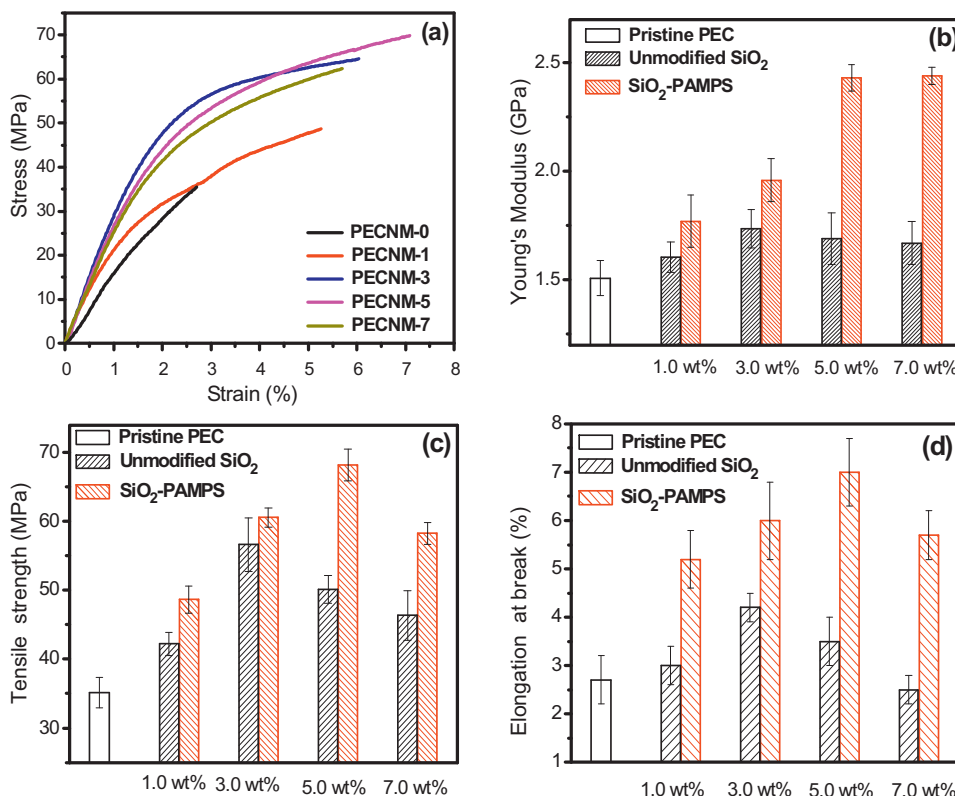 (a)
70
60
50
40
30
20
10
0
Stress (MPa)
PECNM-0
PECNM-1
PECNM-3
PECNM-5
PECNM-7
0 1 2 3 4 5 6 7 8
Strain (%)
(b)
Pristine PEC
Unmodified SiO₂
SiO₂-PAMPS
2.5
2.0
1.5
Young's Modulus (GPa)
1.0 wt% 3.0 wt% 5.0 wt% 7.0 wt%
(c)
Pristine PEC
Unmodified SiO₂
SiO₂-PAMPS
70
60
50
40
30
Tensile strength (MPa)
1.0 wt% 3.0 wt% 5.0 wt% 7.0 wt%
(d)
Pristine PEC
Unmodified SiO₂
SiO₂-PAMPS
8
7
6
5
4
3
2
1
Elongation at break (%)
1.0 wt% 3.0 wt% 5.0 wt% 7.0 wt%